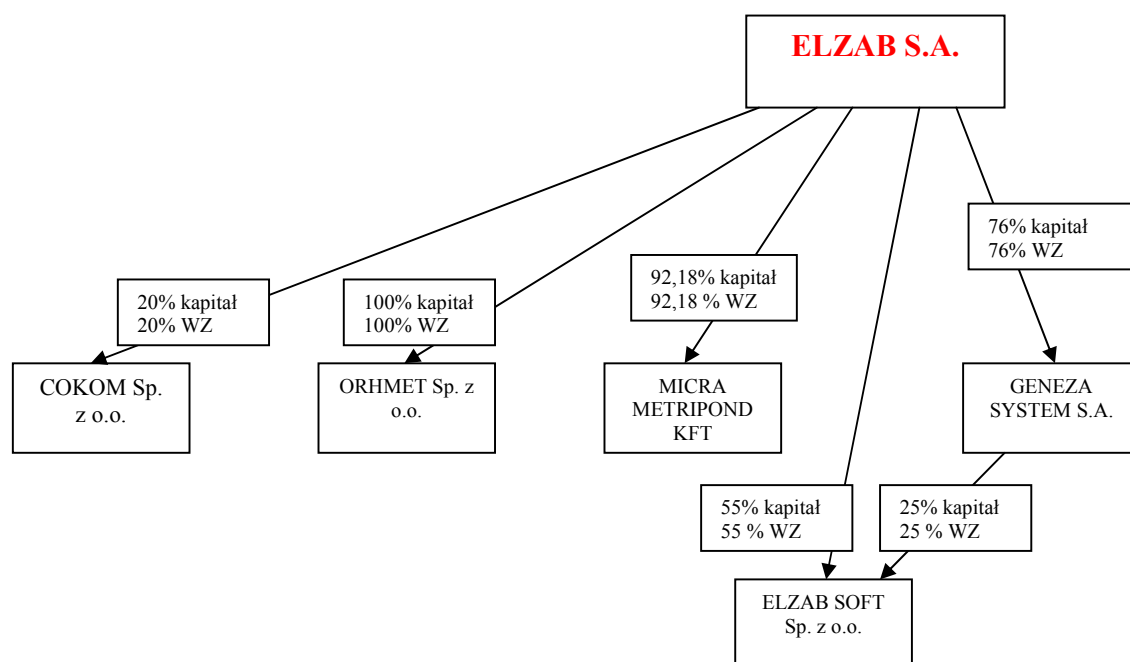 ELZAB S.A.
76% kapitał
76% WZ
20% kapitał
20% WZ
100% kapitał
100% WZ
92,18% kapitał
92,18 % WZ
COKOM Sp.
z o.o.
ORHMET Sp. z
o.o.
MICRA
METRIPOND
KFT
GENEZA
SYSTEM S.A.
55% kapitał
55 % WZ
25% kapitał
25 % WZ
ELZAB SOFT
Sp. z o.o.